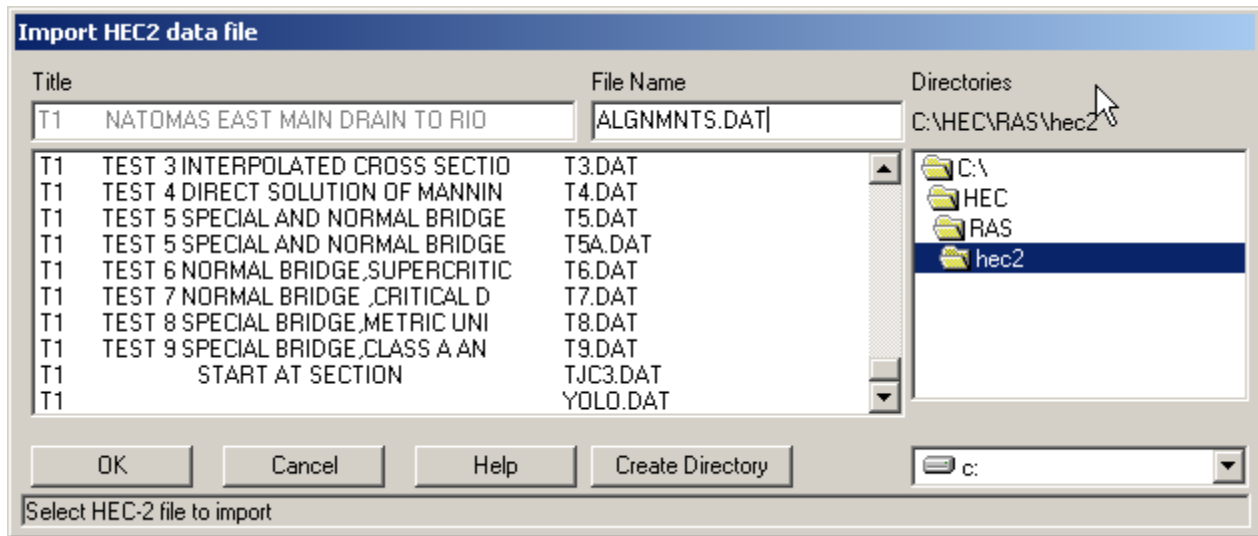 Import HEC2 data file
Title File Name Directories
T1 NATOMAS EAST MAIN DRAIN TO RIO ALGNMNTS.DAT C:\HEC\RAS\hec2
T1 TEST 3 INTERPOLATED CROSS SECTIO T3.DAT C:\
T1 TEST 4 DIRECT SOLUTION OF MANNIN T4.DAT HEC
T1 TEST 5 SPECIAL AND NORMAL BRIDGE T5.DAT RAS
T1 TEST 5 SPECIAL AND NORMAL BRIDGE T5A.DAT hec2
T1 TEST 6 NORMAL BRIDGE,SUPERCRITIC T6.DAT
T1 TEST 7 NORMAL BRIDGE ,CRITICAL D T7.DAT
T1 TEST 8 SPECIAL BRIDGE,METRIC UNI T8.DAT
T1 TEST 9 SPECIAL BRIDGE,CLASS A AN T9.DAT
T1 START AT SECTION TJC3.DAT
T1 YOLO.DAT
OK Cancel Help Create Directory c:
Select HEC-2 file to import